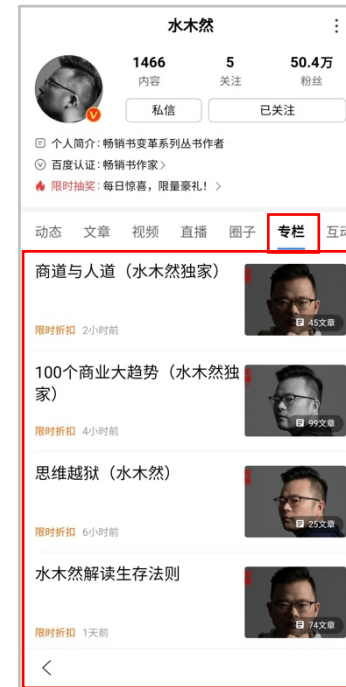 水木然
1466 5 50.4万
内容 关注 粉丝
私信 已关注
个人简介：畅销书变革系列丛书作者
百度认证：畅销书作家>
限时抽奖：每日惊喜，限量豪礼！>
动态 文章 视频 直播 圈子 专栏 互动
商道与人道（水木然独家）
45文章
限时折扣 2小时前
100个商业大趋势（水木然独
家）
99文章
限时折扣 4小时前
思维越狱（水木然）
25文章
限时折扣 6小时前
水木然解读生存法则
74文章
限时折扣 1天前